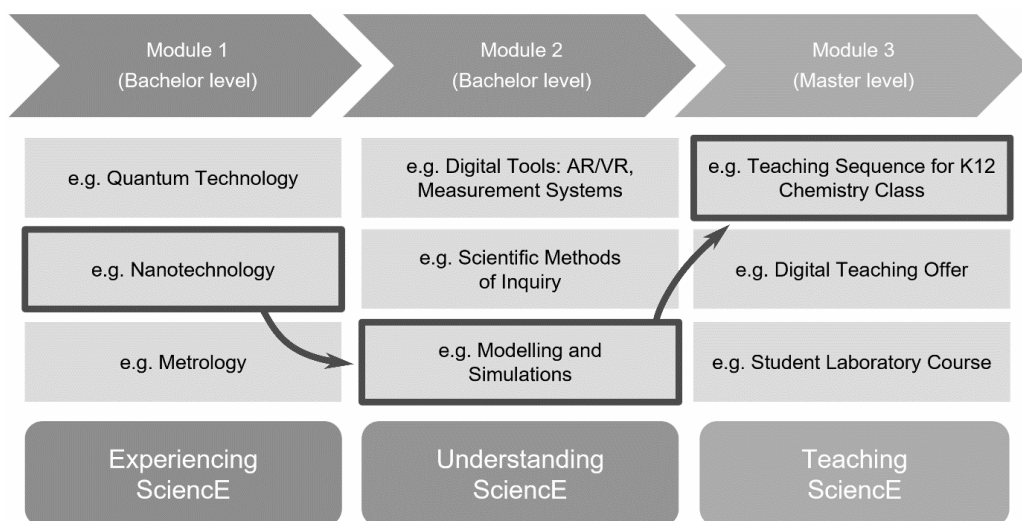 Module 1
(Bachelor level)
Module 2
(Bachelor level)
Module 3
(Master level)
e.g. Quantum Technology
e.g. Digital Tools: AR/VR,
Measurement Systems
e.g. Teaching Sequence for K12
Chemistry Class
e.g. Nanotechnology
e.g. Scientific Methods
of Inquiry
e.g. Digital Teaching Offer
e.g. Metrology
e.g. Modelling and
Simulations
e.g. Student Laboratory Course
Experiencing
SciencE
Understanding
SciencE
Teaching
SciencE